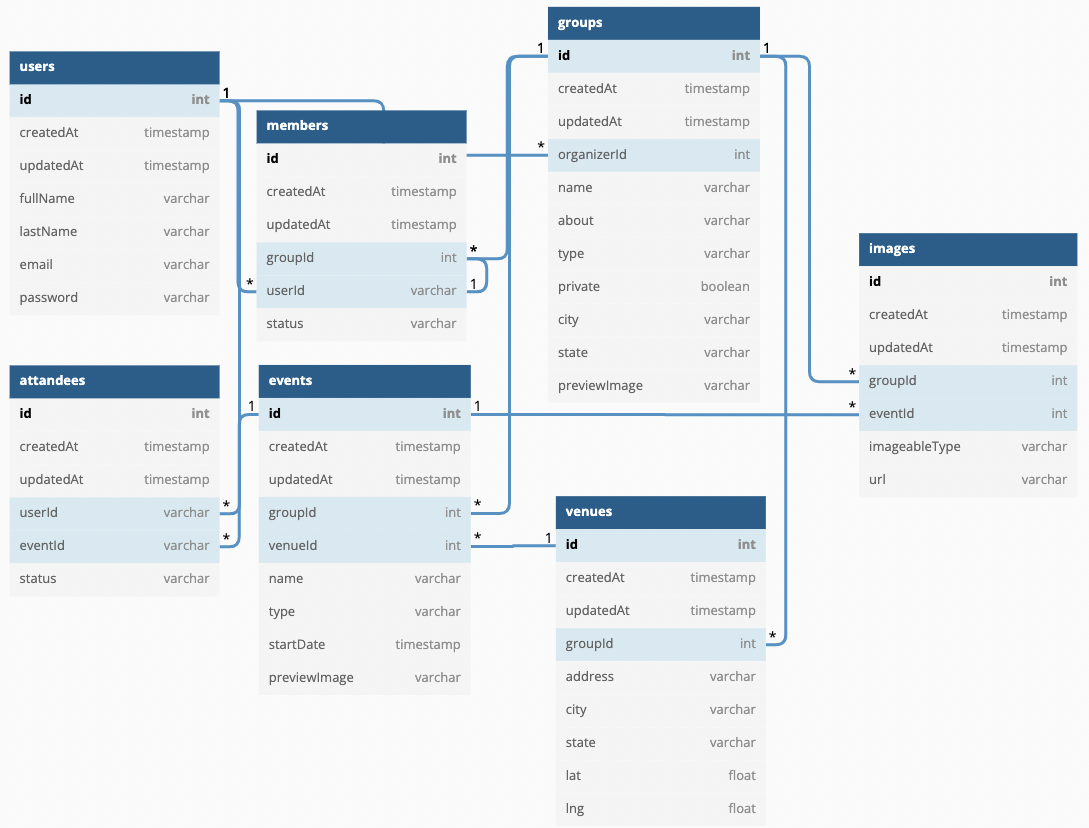 users
id int
createdAt timestamp
updatedAt timestamp
fullName varchar
lastName varchar
email varchar
password varchar
1
members
id int
createdAt timestamp
updatedAt timestamp
groupId int
userId varchar
status varchar
*
*
1
groups
id int
createdAt timestamp
updatedAt timestamp
organizerId int
name varchar
about varchar
type varchar
private boolean
city varchar
state varchar
previewImage varchar
1
1
*
images
id int
createdAt timestamp
updatedAt timestamp
groupId int
eventId int
imageableType varchar
url varchar
*
*
attandees
id int
createdAt timestamp
updatedAt timestamp
userId varchar
eventId varchar
status varchar
*
*
events
id int
createdAt timestamp
updatedAt timestamp
groupId int
venueId int
name varchar
type varchar
startDate timestamp
previewImage varchar
1
1
*
*
venues
id int
createdAt timestamp
updatedAt timestamp
groupId int
address varchar
city varchar
state varchar
lat float
lng float
1
*